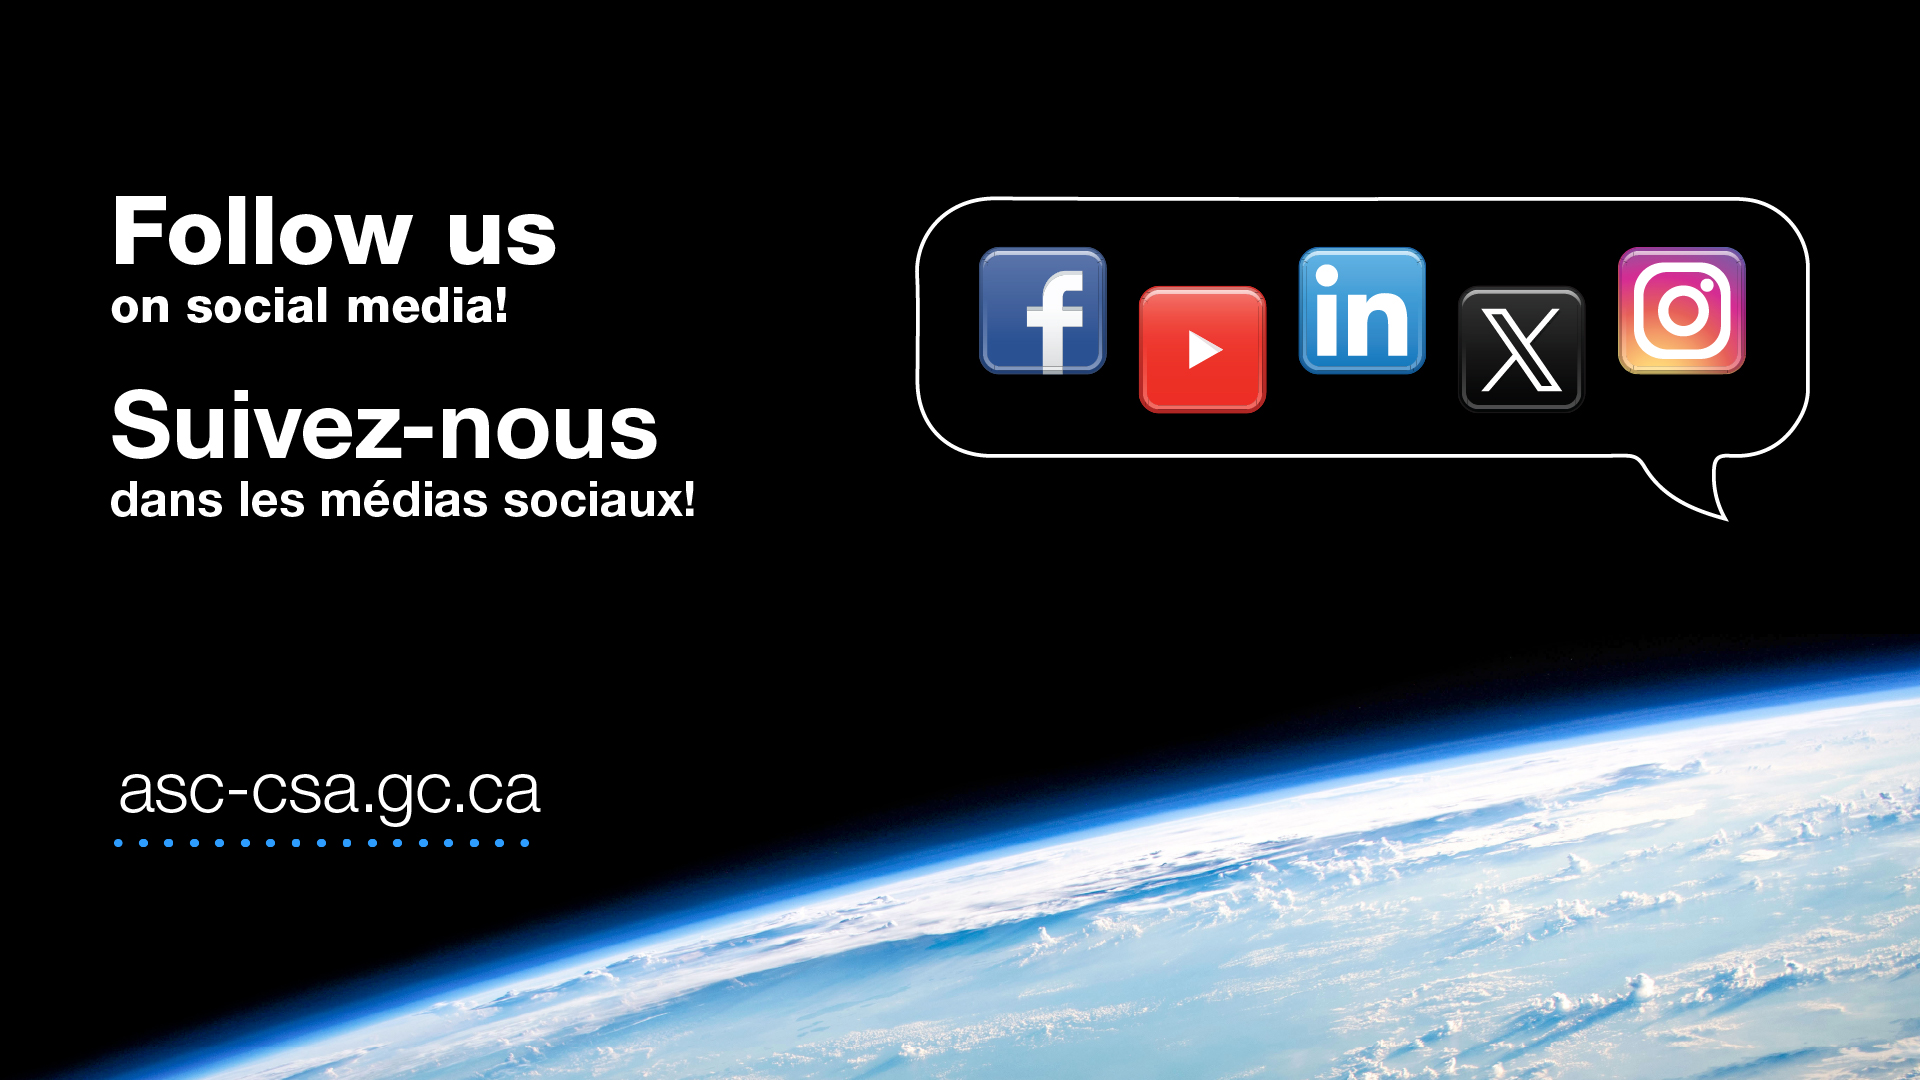 Follow us
on social media!
Suivez-nous
dans les médias sociaux!
asc-csa.gc.ca